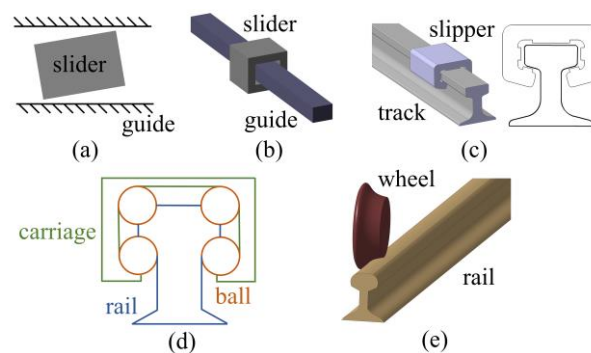 slider
guide
(a)
slider
guide
(b)
slipper
track
(c)
carriage
rail
ball
(d)
wheel
rail
(e)